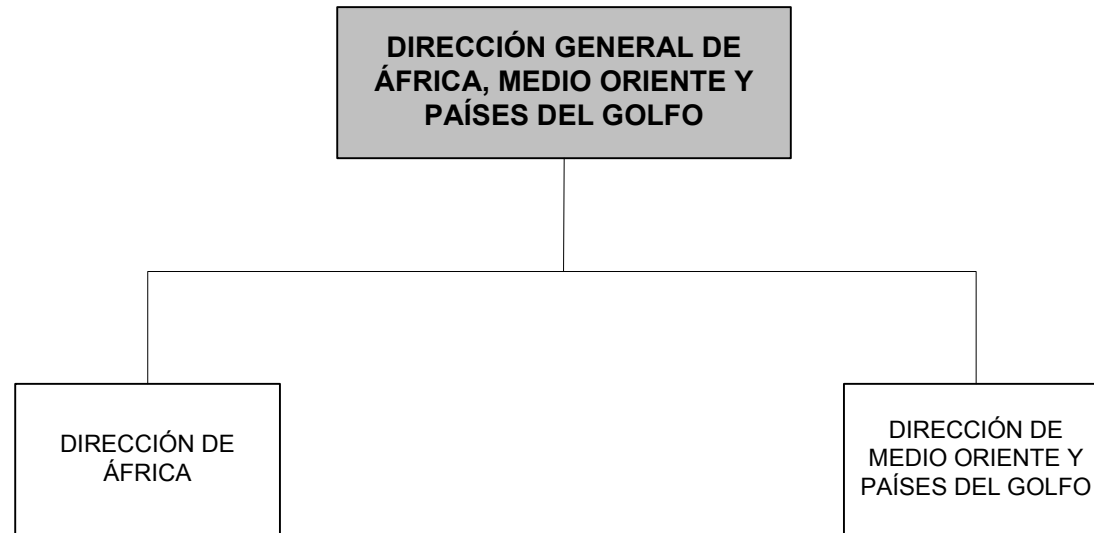 DIRECCIÓN GENERAL DE
ÁFRICA, MEDIO ORIENTE Y
PAÍSES DEL GOLFO
DIRECCIÓN DE
ÁFRICA
DIRECCIÓN DE
MEDIO ORIENTE Y
PAÍSES DEL GOLFO